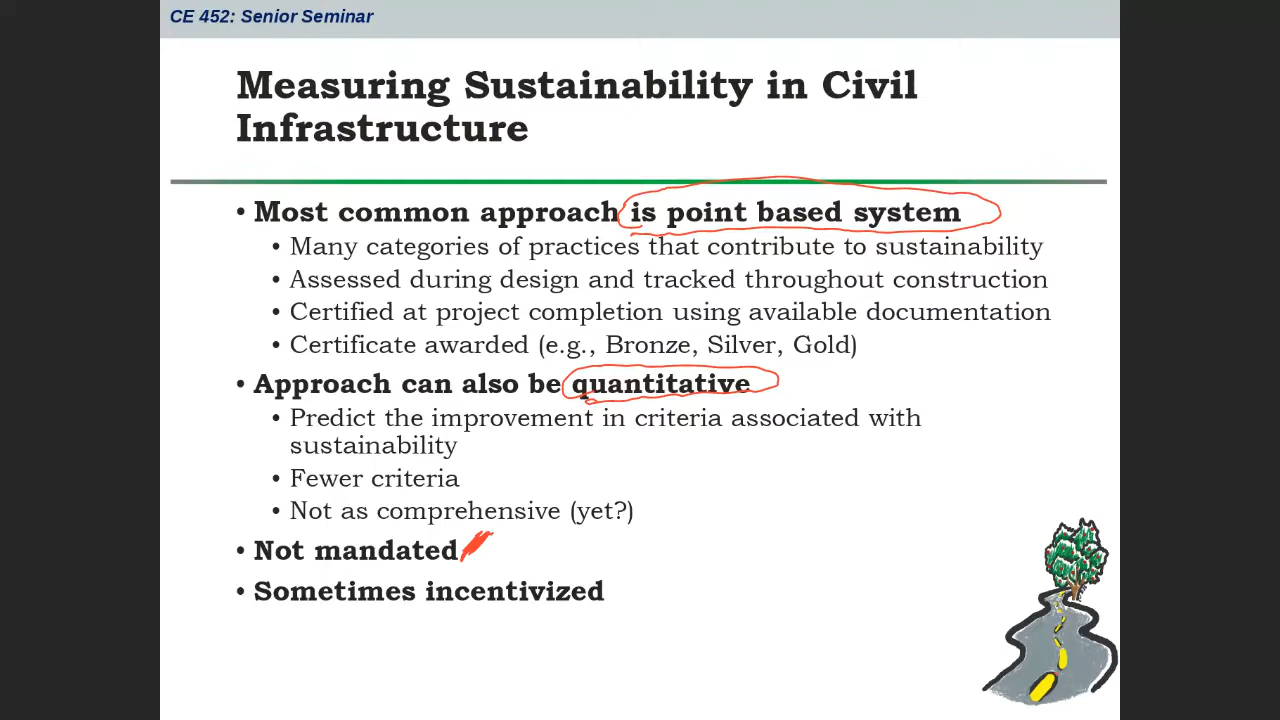 CE 452: Senior Seminar
Measuring Sustainability in Civil
Infrastructure
• Most common approach is point based system
• Many categories of practices that contribute to sustainability
• Assessed during design and tracked throughout construction
• Certified at project completion using available documentation
• Certificate awarded (e.g., Bronze, Silver, Gold)
• Approach can also be quantitative
• Predict the improvement in criteria associated with
sustainability
• Fewer criteria
• Not as comprehensive (yet?)
• Not mandated
• Sometimes incentivized